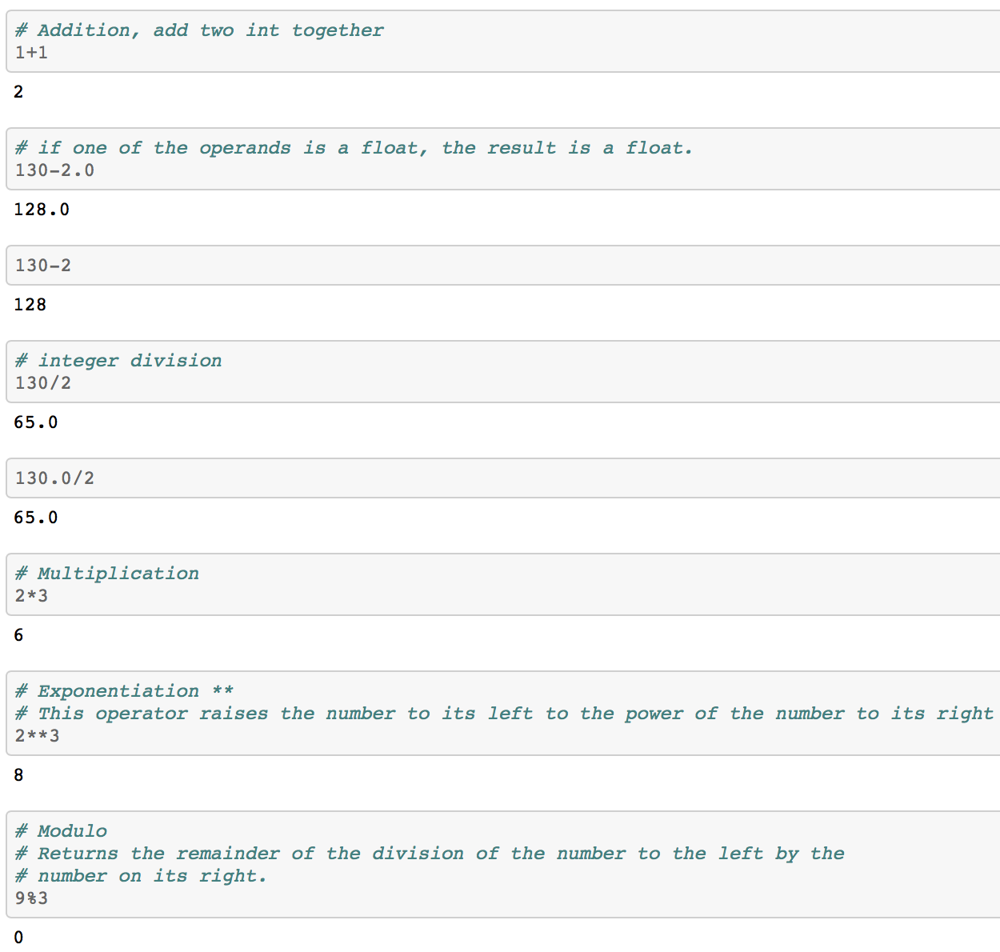 # Addition, add two int together
1+1
2
# if one of the operands is a float, the result is a float.
130-2.0
128.0
130-2
128
# integer division
130/2
65.0
130.0/2
65.0
# Multiplication
2*3
6
# Exponentiation **
# This operator raises the number to its left to the power of the number to its right
2**3
8
# Modulo
# Returns the remainder of the division of the number to the left by the
# number on its right.
9%3
0